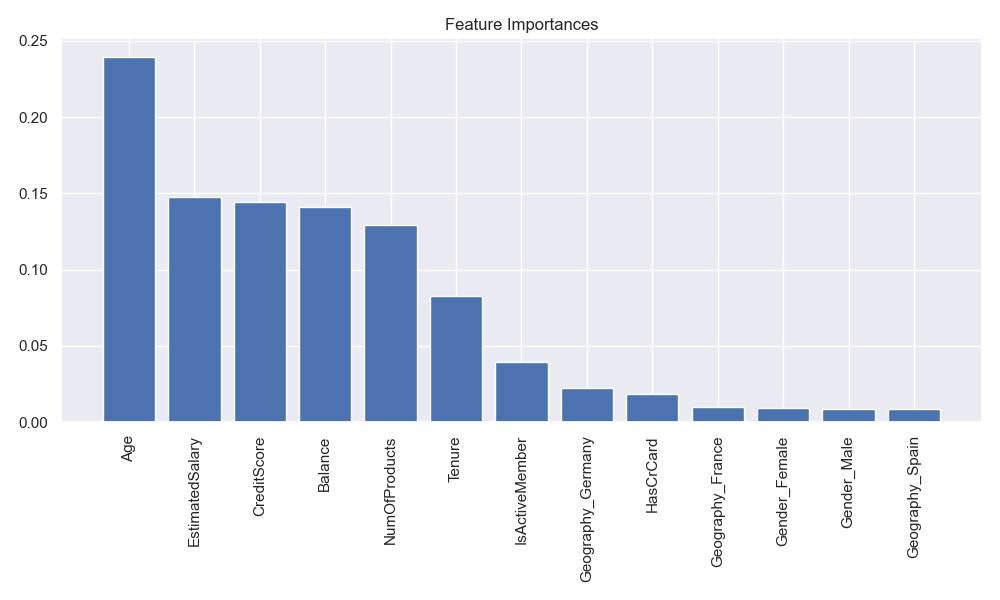 Feature Importances
0.25
0.20
0.15
0.10
0.05
0.00
Age
EstimatedSalary
CreditScore
Balance
NumOfProducts
Tenure
IsActiveMember
Geography_Germany
HasCrCard
Geography_France
Gender_Female
Gender_Male
Geography_Spain